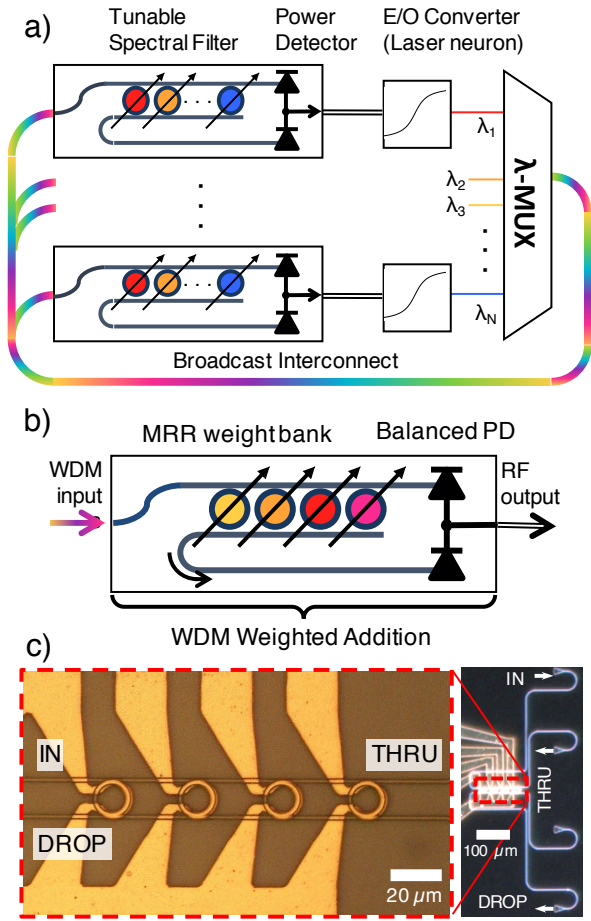 a)
Tunable
Spectral Filter
Power
Detector
E/O Converter
(Laser neuron)
λ1
λ2
λ3
λN
λ-MUX
Broadcast Interconnect
b)
MRR weight bank
Balanced PD
WDM
input
RF
output
WDM Weighted Addition
c)
IN
THRU
DROP
20 µm
IN
THRU
100 µm
DROP